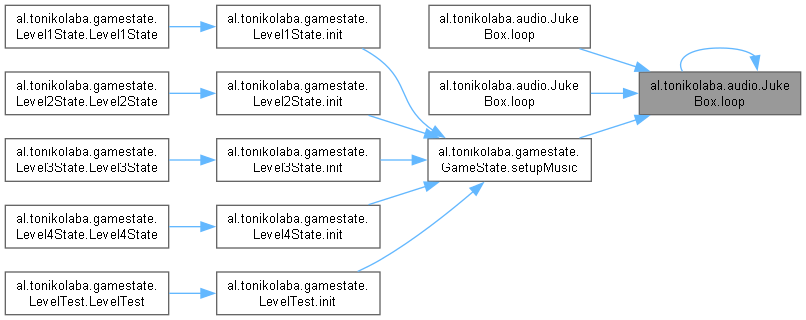 al.tonikolaba.gamestate.
Level1State.Level1State
al.tonikolaba.gamestate.
Level1State.init
al.tonikolaba.audio.Juke
Box.loop
al.tonikolaba.gamestate.
Level2State.Level2State
al.tonikolaba.gamestate.
Level2State.init
al.tonikolaba.audio.Juke
Box.loop
al.tonikolaba.audio.Juke
Box.loop
al.tonikolaba.gamestate.
Level3State.Level3State
al.tonikolaba.gamestate.
Level3State.init
al.tonikolaba.gamestate.
GameState.setupMusic
al.tonikolaba.gamestate.
Level4State.Level4State
al.tonikolaba.gamestate.
Level4State.init
al.tonikolaba.gamestate.
LevelTest.LevelTest
al.tonikolaba.gamestate.
LevelTest.init